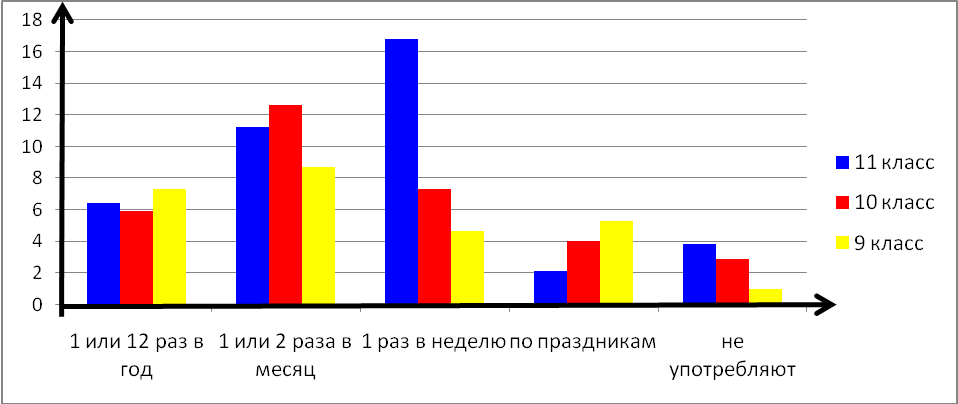 18
16
14
12
10
8
6
4
2
0
1 или 12 раз в
год
1 или 2 раза в
месяц
1 раз в неделю
по праздникам
не
употребляют
11 класс
10 класс
9 класс